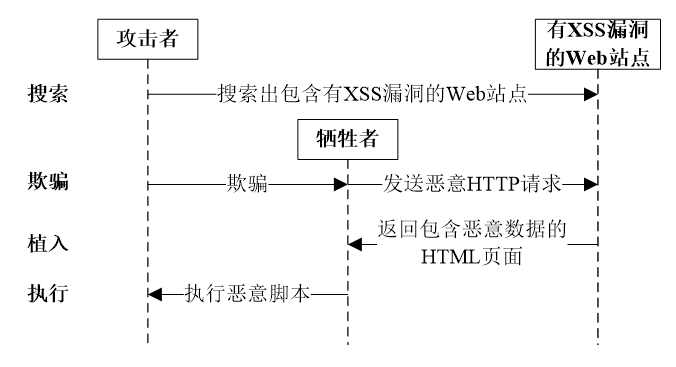 攻击者
有XSS漏洞
的Web站点
搜索
搜索出包含有XSS漏洞的Web站点
牺牲者
欺骗
欺骗
发送恶意HTTP请求
植入
返回包含恶意数据的
HTML页面
执行
执行恶意脚本